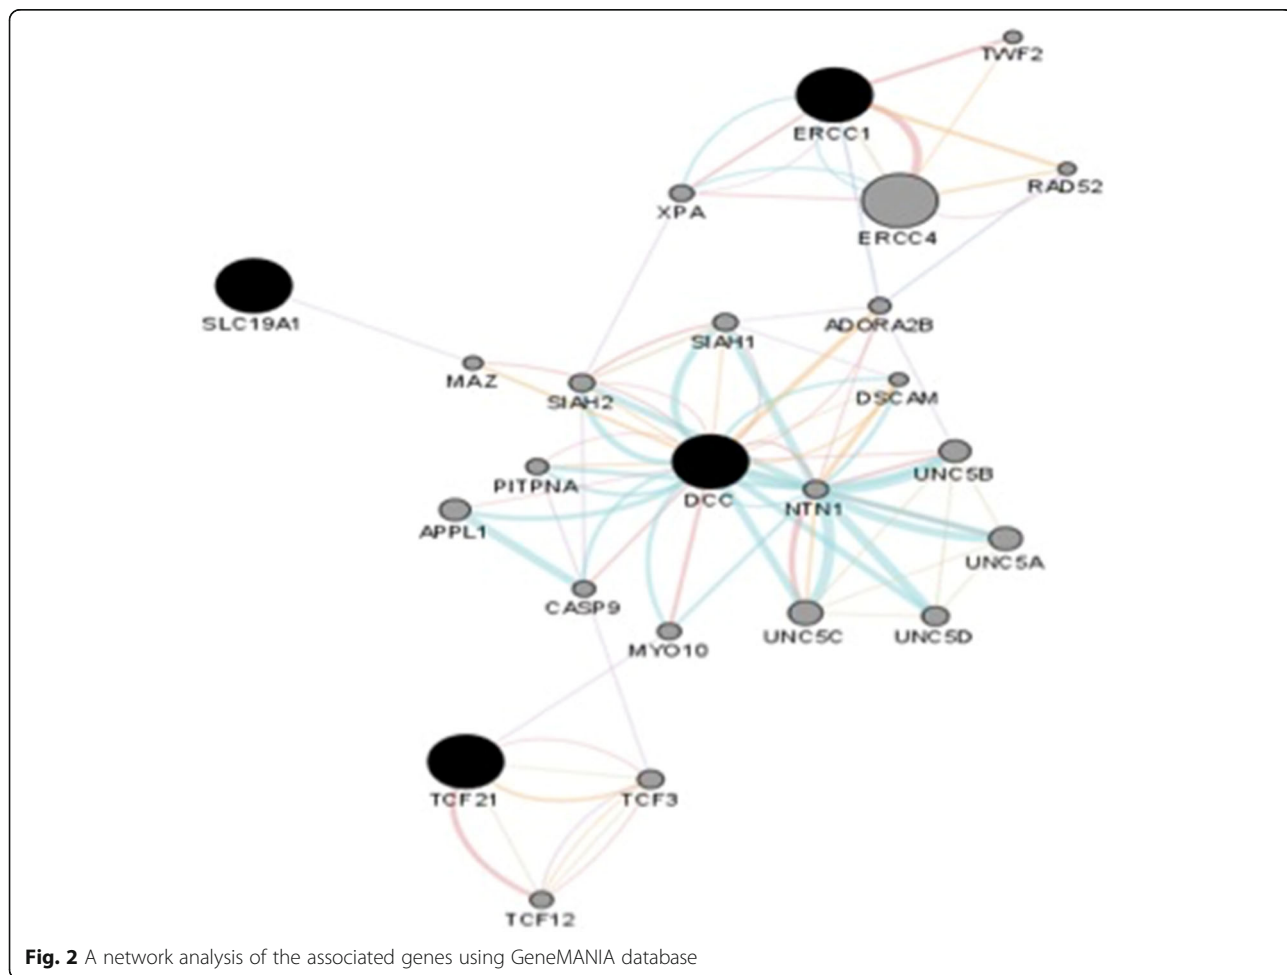 TWF2
ERCC1
RAD52
XPA
ERCC4
SLC19A1
ADORA2B
SIAH1
MAZ
SIAH2
DSCAM
UNC5B
PITPNA
DCC
NTN1
APPL1
UNC5A
CASP9
UNC5C
UNC5D
MYO10
TCF21
TCF3
TCF12
Fig. 2 A network analysis of the associated genes using GeneMANIA database